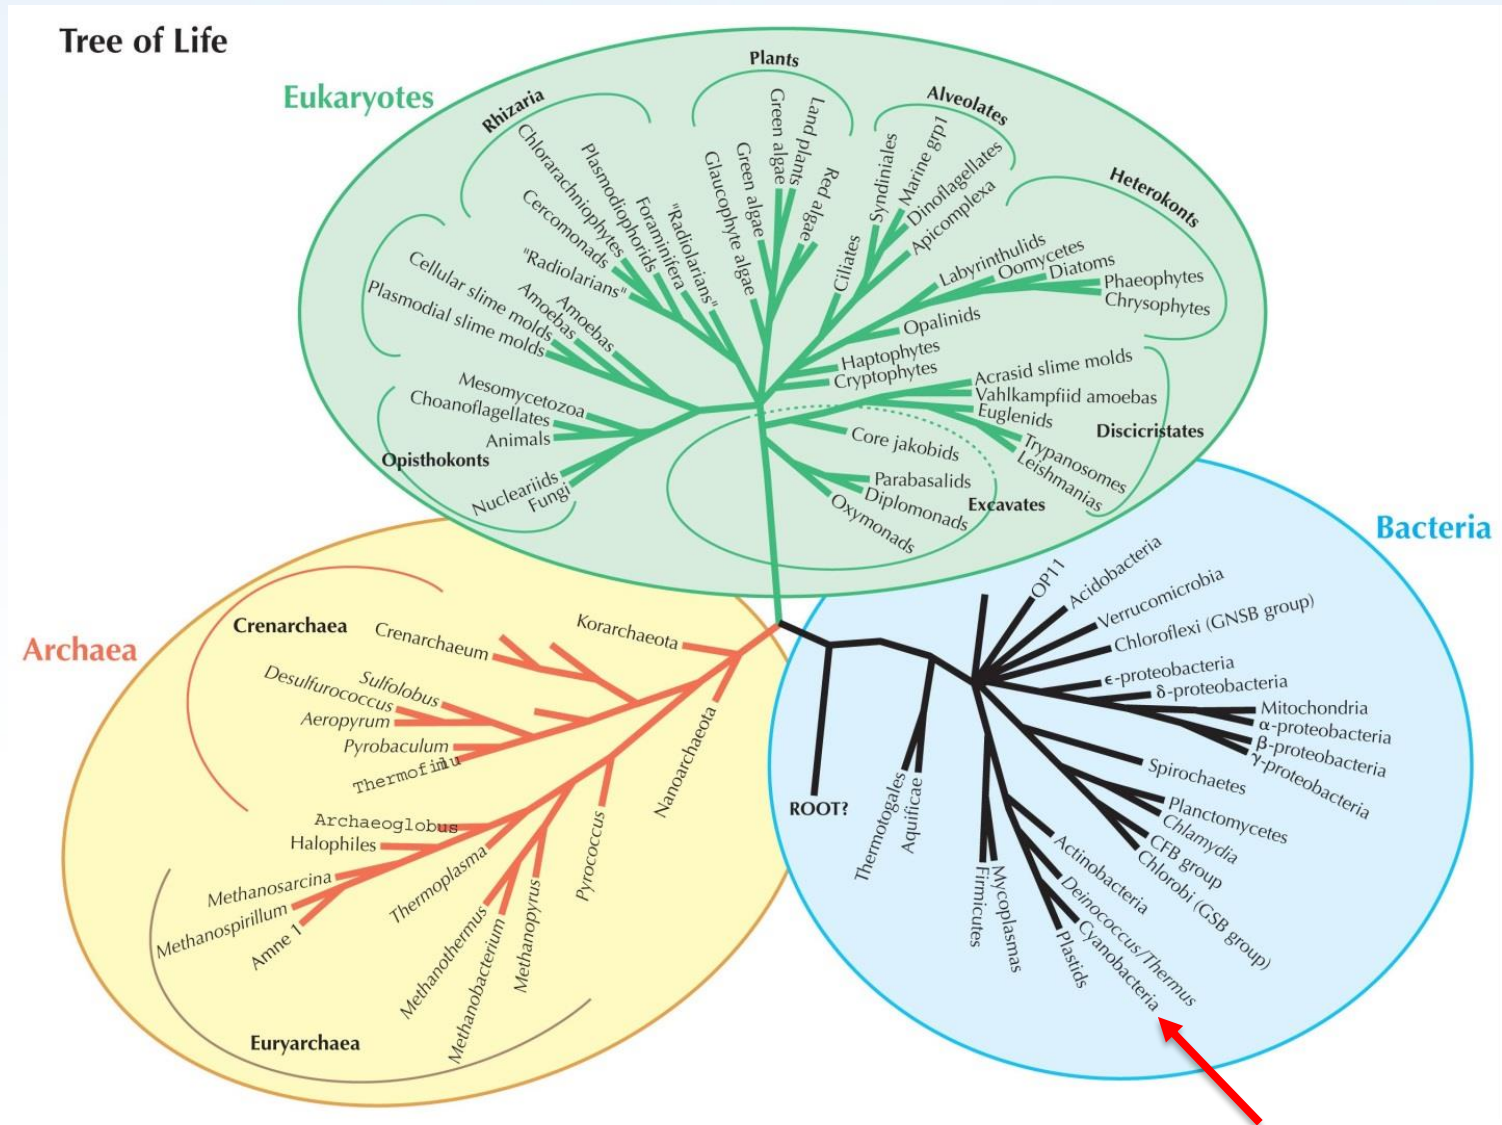 Tree of Life
Eukaryotes
Rhizaria
Plants
Alveolates
Heterokonts
Plasmodial slime molds
Cellular slime molds
Amoebas
Amoebas
"Radiolarians"
Cercomonads
Chlorarachniophytes
Plasmodiophorids
Foraminifera
"Radiolarians"
Glaucophyte algae
Green algae
Green algae
Land plants
Red algae
Ciliates
Syndiniales
Marine grp1
Dinoflagellates
Apicomplexa
Labyrinthulids
Oomycetes
Diatoms
Phaeophytes
Chrysophytes
Opalinids
Haptophytes
Cryptophytes
Acrasid slime molds
Vahlkampfiid amoebas
Euglenids
Trypanosomes
Leishmanias
Discicristates
Core jakobids
Parabasalids
Diplomonads
Oxymonads
Excavates
Mesomycetozoa
Choanoflagellates
Animals
Opisthokonts
Nucleariids
Fungi
Archaea
Crenarchaea
Korarchaeota
Crenarchaeum
Sulfolobus
Desulfurococcus
Aeropyrum
Pyrobaculum
Nanoarchaeota
Archaeoglobus
Halophiles
Methanosarcina
Methanospirillum
Amne 1
Thermoplasma
Methanothermus
Methanobacterium
Methanopyrus
Pyrococcus
Euryarchaea
Bacteria
ROOT?
Thermotogales
Aquificae
OP11
Acidobacteria
Verrucomicrobia
Chloroflexi (GNSB group)
ϵ-proteobacteria
δ-proteobacteria
Mitochondria
α-proteobacteria
β-proteobacteria
γ-proteobacteria
Spirochaetes
Planctomycetes
Chlamydia
CFB group
Chlorobi (GSB group)
Actinobacteria
Deinococcus/Thermus
Cyanobacteria
Plastids
Mycoplasmas
Firmicutes